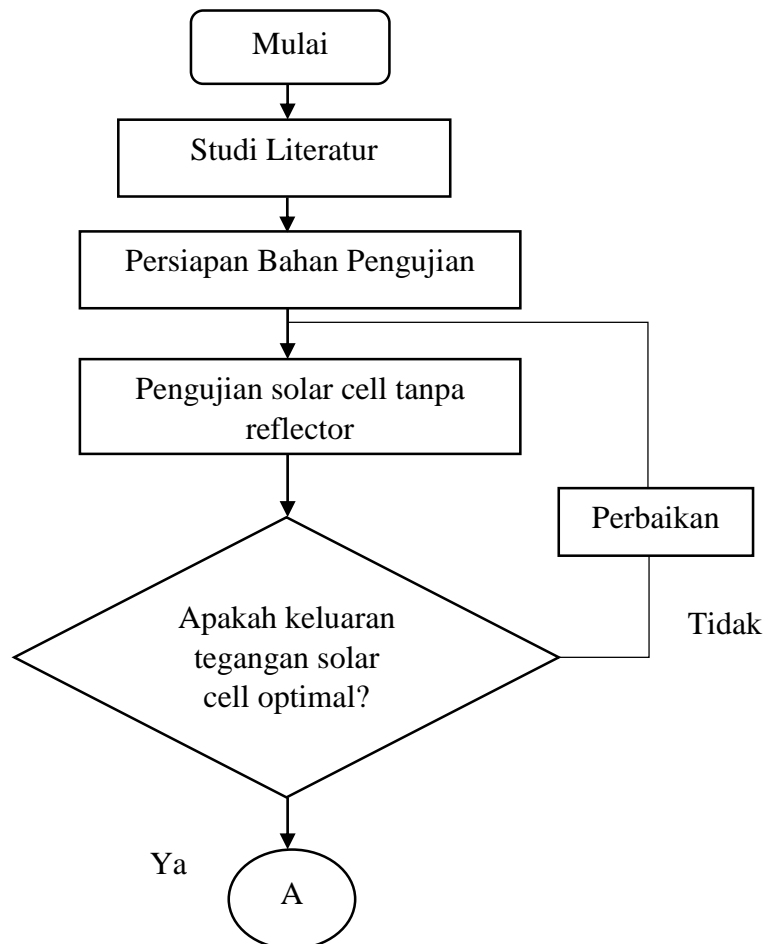 Mulai
Studi Literatur
Persiapan Bahan Pengujian
Pengujian solar cell tanpa
reflector
Perbaikan
Apakah keluaran
tegangan solar
cell optimal?
Tidak
Ya
A